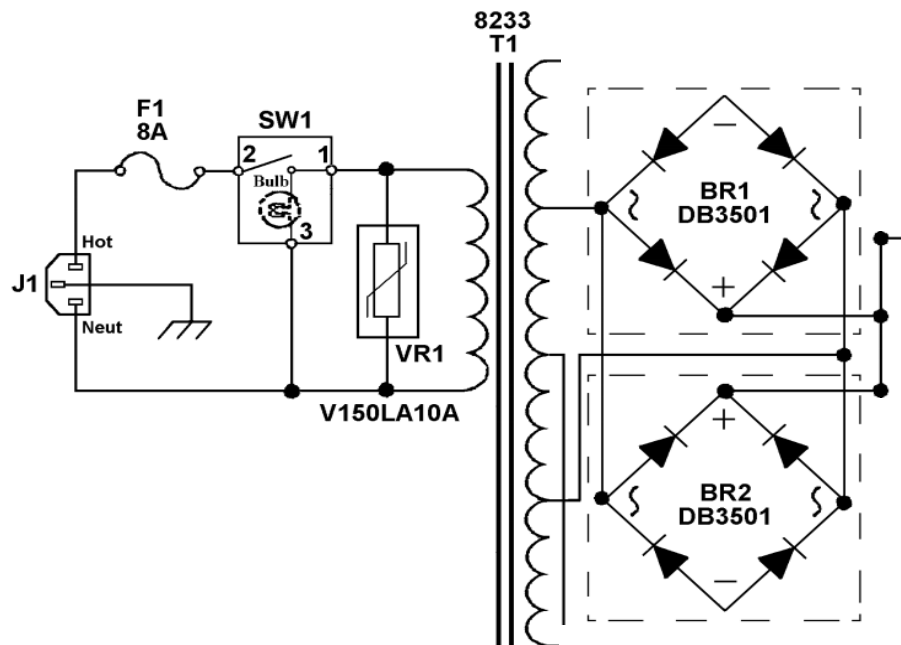 8233
T1
F1
8A
SW1
2
1
Bulb
3
Hot
J1
Neut
VR1
V150LA10A
−
BR1
DB3501
+
+
BR2
DB3501
−